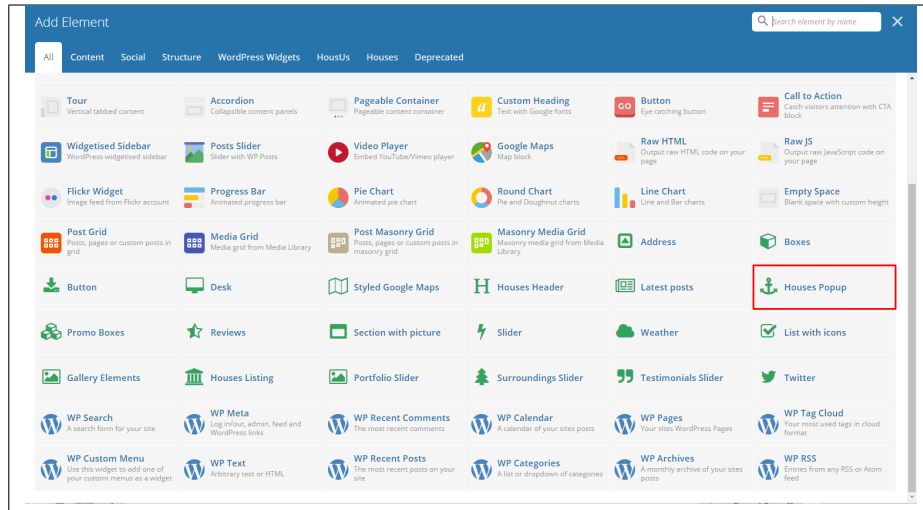 Add Element
Search element by name
All Content Social Structure WordPress Widgets HousUs Houses Deprecated
Tour
Vertical tabbed content
Accordion
Collapsible content panels
Pageable Container
Pageable content container
Custom Heading
Text with Google fonts
GO
Button
Eye catching button
Call to Action
Catch visitors attention with CTA
block
Widgetised Sidebar
WordPress widgetised sidebar
Posts Slider
Slider with WP Posts
Video Player
Embed YouTube/Vimeo player
Google Maps
Map block
Raw HTML
Output raw HTML code on your
page
Raw JS
Output raw JavaScript code on
your page
Flickr Widget
Image feed from Flickr account
Progress Bar
Animated progress bar
Pie Chart
Animated pie chart
Round Chart
Pie and Doughnut charts
Line Chart
Line and Bar charts
Empty Space
Blank space with custom height
Post Grid
Posts, pages or custom posts in
grid
Media Grid
Media grid from Media Library
Post Masonry Grid
Posts, pages or custom posts in
masonry grid
Masonry Media Grid
Masonry media grid from Media
Library
Address
Boxes
Button
Desk
Styled Google Maps
H Houses Header
Latest posts
Houses Popup
Promo Boxes
Reviews
Section with picture
Slider
Weather
List with icons
Gallery Elements
Houses Listing
Portfolio Slider
Surroundings Slider
Testimonials Slider
Twitter
WP Search
A search form for your site
WP Meta
Log in/out, admin, feed and
WordPress links
WP Recent Comments
The most recent comments
WP Calendar
A calendar of your sites posts
WP Pages
Your sites WordPress Pages
WP Tag Cloud
Your most used tags in cloud
format
WP Custom Menu
Use this widget to add one of
your custom menus as a widget
WP Text
Arbitrary text or HTML
WP Recent Posts
The most recent posts on your
site
WP Categories
A list or dropdown of categories
WP Archives
A monthly archive of your sites
posts
WP RSS
Entries from any RSS or Atom
feed